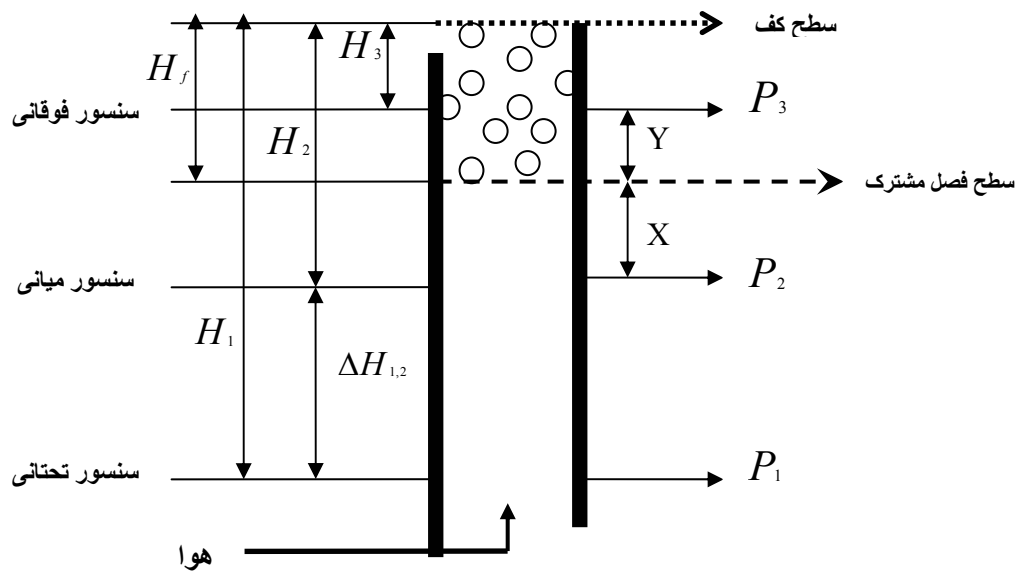 سطح کف
H₃
H_f
P₃
سنسور فوقانی
H₂
Y
سطح فصل مشترک
X
سنسور میانی
P₂
H₁
ΔH₁,₂
سنسور تحتانی
P₁
هوا